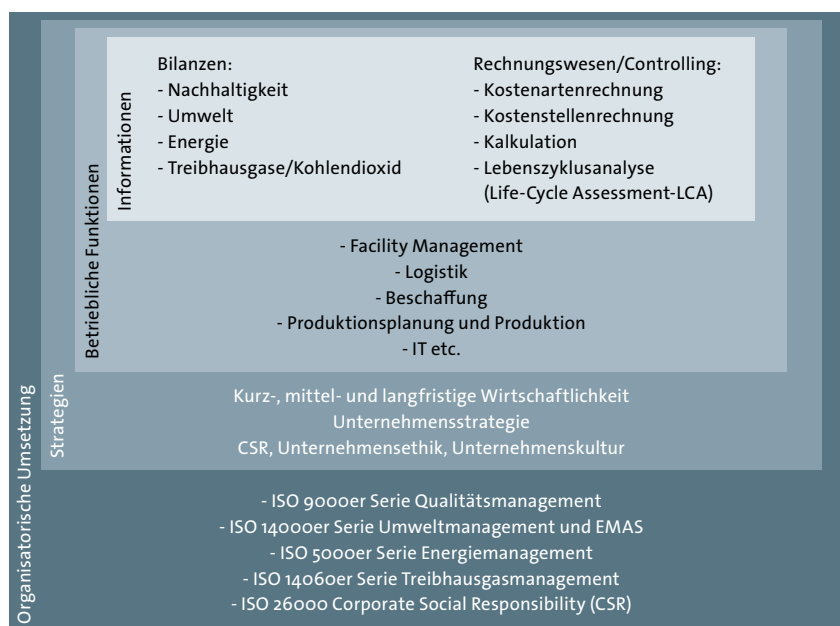 Informationen
Bilanzen:
- Nachhaltigkeit
- Umwelt
- Energie
- Treibhausgase/Kohlendioxid
Rechnungswesen/Controlling:
- Kostenartenrechnung
- Kostenstellenrechnung
- Kalkulation
- Lebenszyklusanalyse
(Life-Cycle Assessment-LCA)
Betriebliche Funktionen
- Facility Management
- Logistik
- Beschaffung
- Produktionsplanung und Produktion
- IT etc.
Strategien
Kurz-, mittel- und langfristige Wirtschaftlichkeit
Unternehmensstrategie
CSR, Unternehmensethik, Unternehmenskultur
Organisatorische Umsetzung
- ISO 9000er Serie Qualitätsmanagement
- ISO 14000er Serie Umweltmanagement und EMAS
- ISO 5000er Serie Energiemanagement
- ISO 14060er Serie Treibhausgasmanagement
- ISO 26000 Corporate Social Responsibility (CSR)